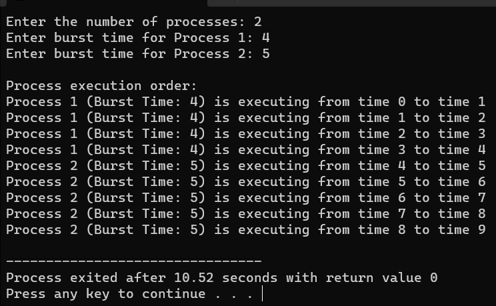 Enter the number of processes: 2
Enter burst time for Process 1: 4
Enter burst time for Process 2: 5
Process execution order:
Process 1 (Burst Time: 4) is executing from time 0 to time 1
Process 1 (Burst Time: 4) is executing from time 1 to time 2
Process 1 (Burst Time: 4) is executing from time 2 to time 3
Process 1 (Burst Time: 4) is executing from time 3 to time 4
Process 2 (Burst Time: 5) is executing from time 4 to time 5
Process 2 (Burst Time: 5) is executing from time 5 to time 6
Process 2 (Burst Time: 5) is executing from time 6 to time 7
Process 2 (Burst Time: 5) is executing from time 7 to time 8
Process 2 (Burst Time: 5) is executing from time 8 to time 9
--------------------------------
Process exited after 10.52 seconds with return value 0
Press any key to continue . . .